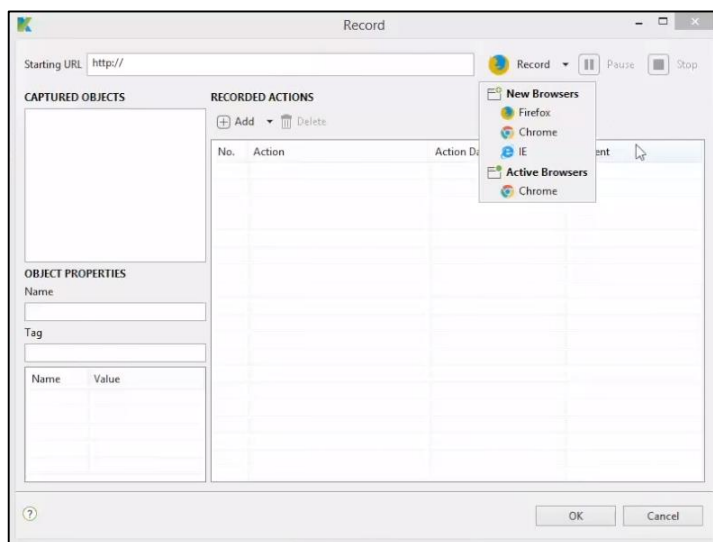 Record
Starting URL http:// Record Pause Stop
New Browsers
Firefox
Chrome
IE
Active Browsers
Chrome
CAPTURED OBJECTS
RECORDED ACTIONS
Add Delete
No. Action Action Da ent
OBJECT PROPERTIES
Name
Tag
Name Value
OK Cancel